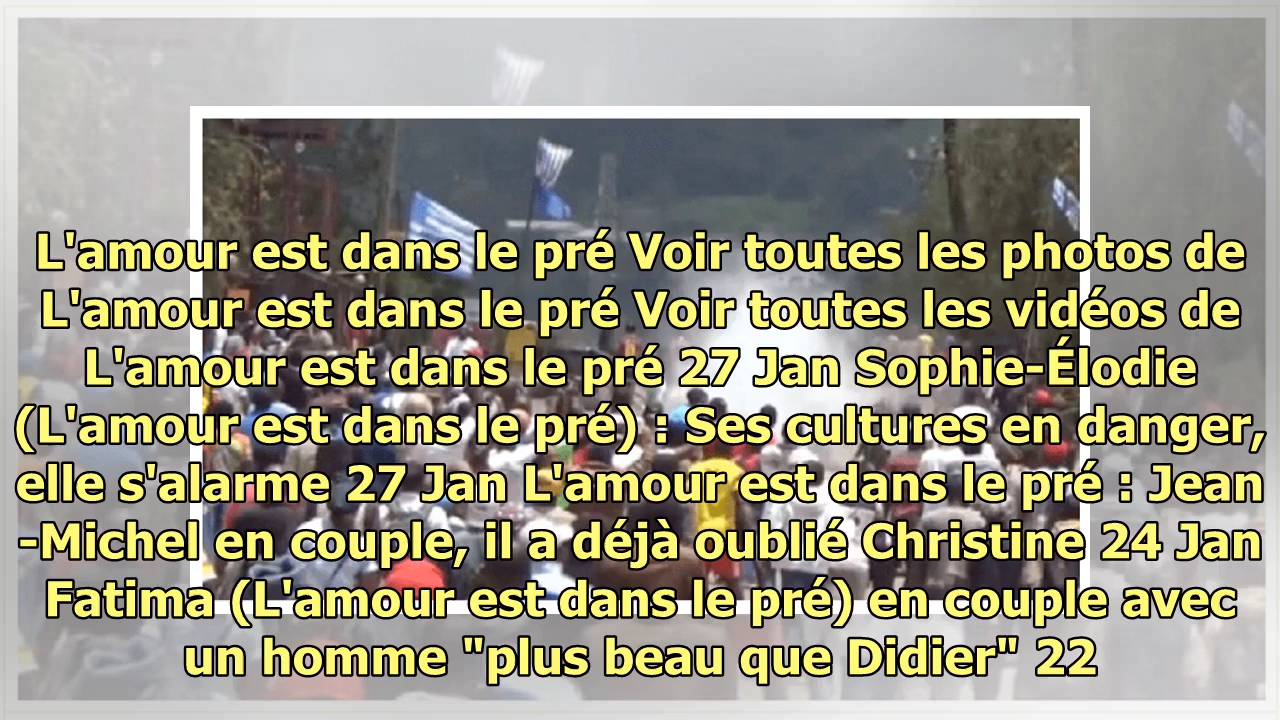 L'amour est dans le pré Voir toutes les photos de
L'amour est dans le pré Voir toutes les vidéos de
L'amour est dans le pré 27 Jan Sophie-Élodie
(L'amour est dans le pré) : Ses cultures en danger,
elle s'alarme 27 Jan L'amour est dans le pré : Jean
-Michel en couple, il a déjà oublié Christine 24 Jan
Fatima (L'amour est dans le pré) en couple avec
un homme "plus beau que Didier" 22